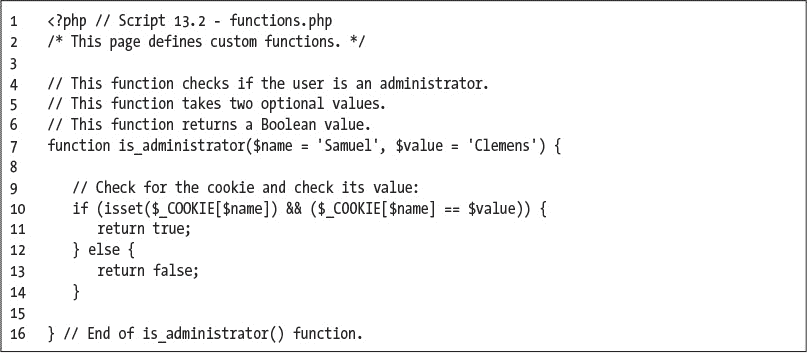 1 <?php // Script 13.2 - functions.php
2 /* This page defines custom functions. */
3
4 // This function checks if the user is an administrator.
5 // This function takes two optional values.
6 // This function returns a Boolean value.
7 function is_administrator($name = 'Samuel', $value = 'Clemens') {
8
9 // Check for the cookie and check its value:
10 if (isset($_COOKIE[$name]) && ($_COOKIE[$name] == $value)) {
11 return true;
12 } else {
13 return false;
14 }
15
16 } // End of is_administrator() function.